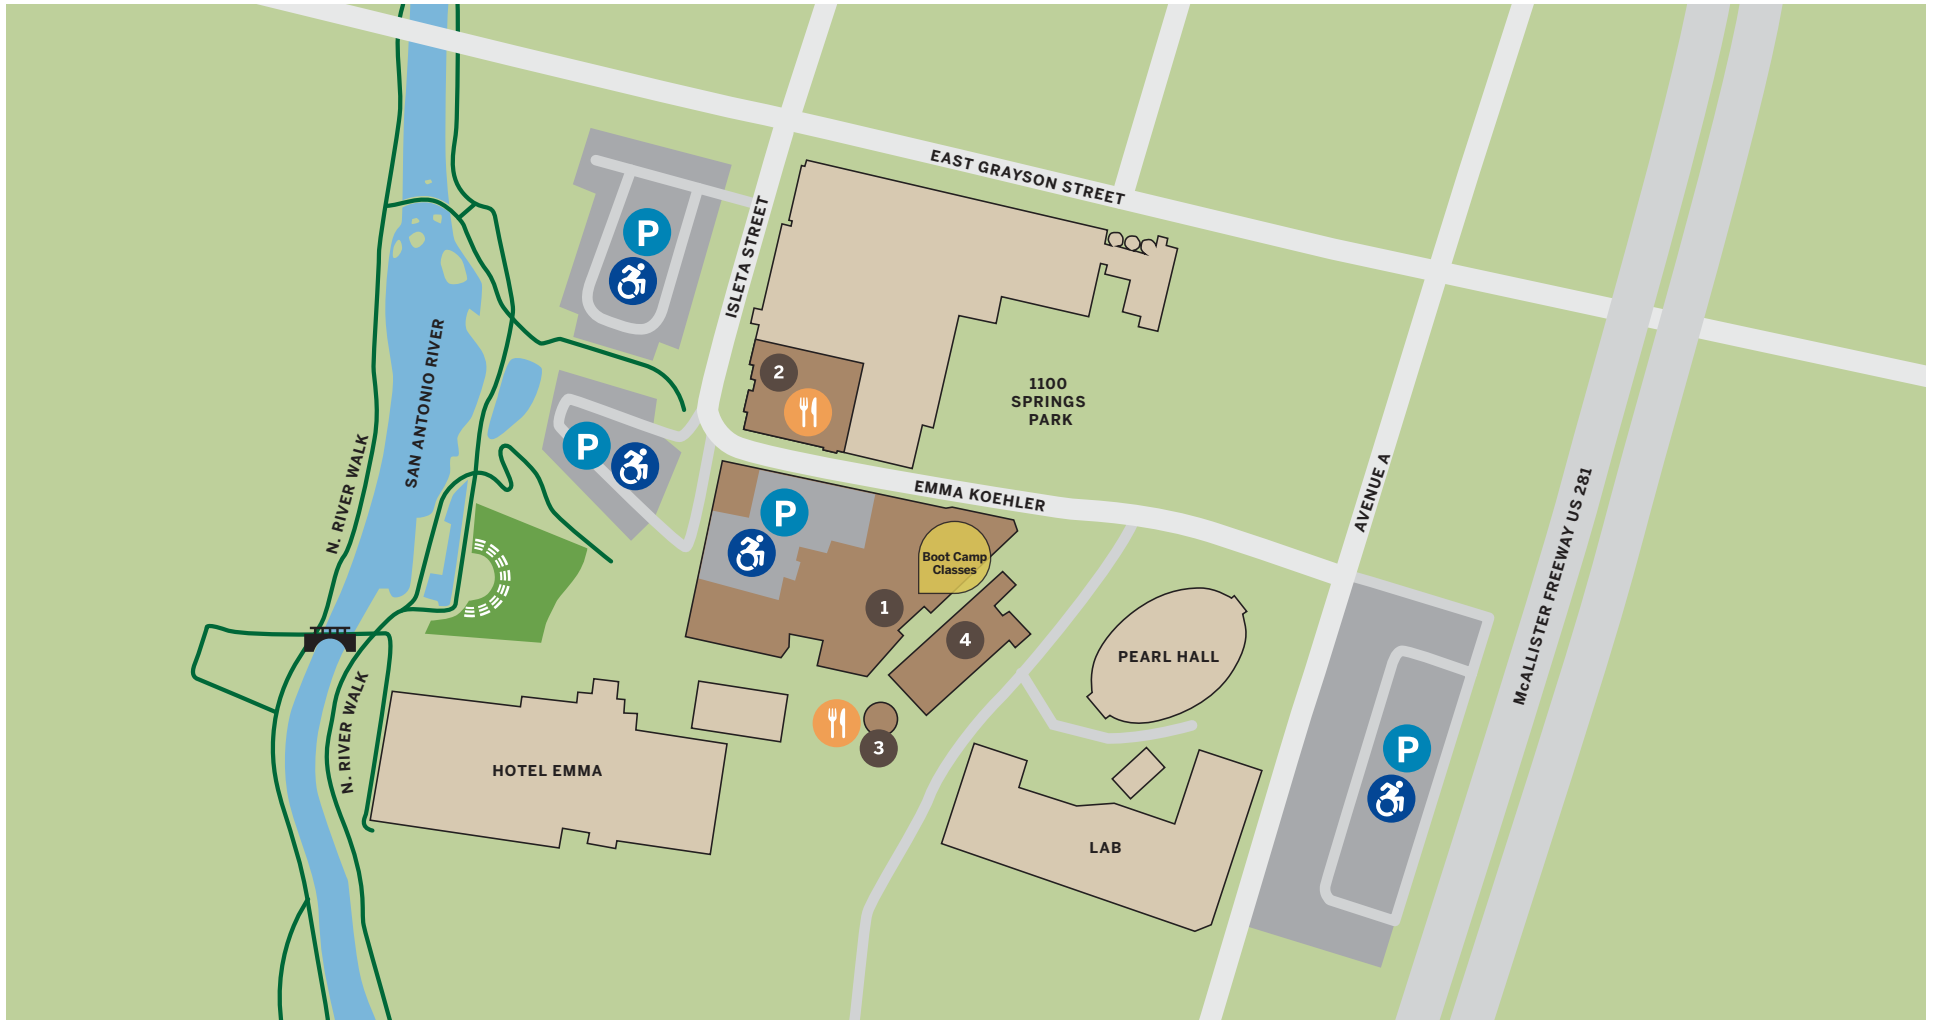 EAST GRAYSON STREET
ISLETA STREET
P
SAN ANTONIO RIVER
2
1100
SPRINGS
PARK
N. RIVER WALK
P
EMMA KOEHLER
AVENUE A
McALLISTER FREEWAY US 281
P
Boot Camp
Classes
1
4
PEARL HALL
N. RIVER WALK
3
P
HOTEL EMMA
LAB